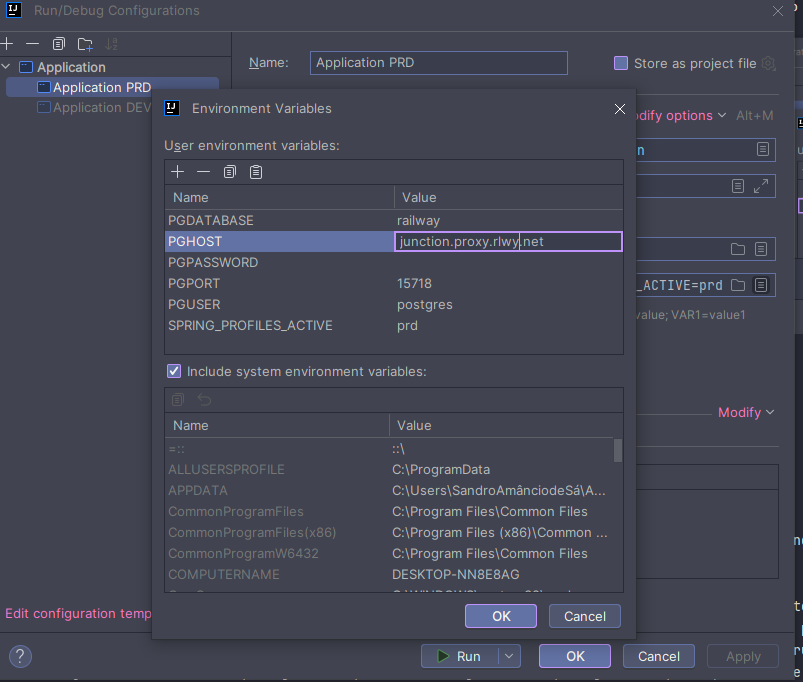 Run/Debug Configurations
Application
Application PRD
Application DEV
Name: Application PRD
Store as project file
Modify options Alt+M
Environment Variables
User environment variables:
Name Value
PGDATABASE railway
PGHOST junction.proxy.rlwy.net
PGPASSWORD
PGPORT 15718
PGUSER postgres
SPRING_PROFILES_ACTIVE prd
_ACTIVE=prd
value; VAR1=value1
Include system environment variables:
Modify
Name Value
=:: ::\
ALLUSERSPROFILE C:\ProgramData
APPDATA C:\Users\SandroAmânciodeSá\A...
CommonProgramFiles C:\Program Files\Common Files
CommonProgramFiles(x86) C:\Program Files (x86)\Common ...
CommonProgramW6432 C:\Program Files\Common Files
COMPUTERNAME DESKTOP-NN8E8AG
OK Cancel
Edit configuration temp
? Run OK Cancel Apply